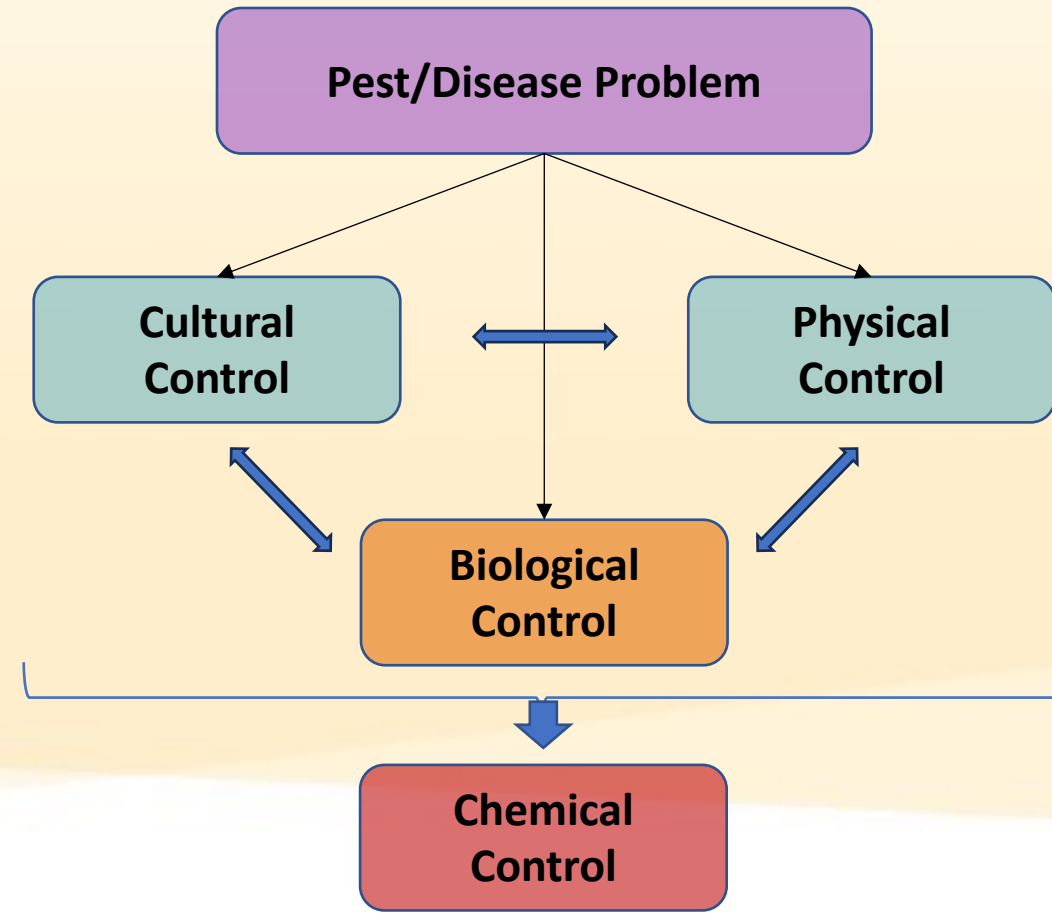 Pest/Disease Problem
Cultural
Control
Physical
Control
Biological
Control
Chemical
Control